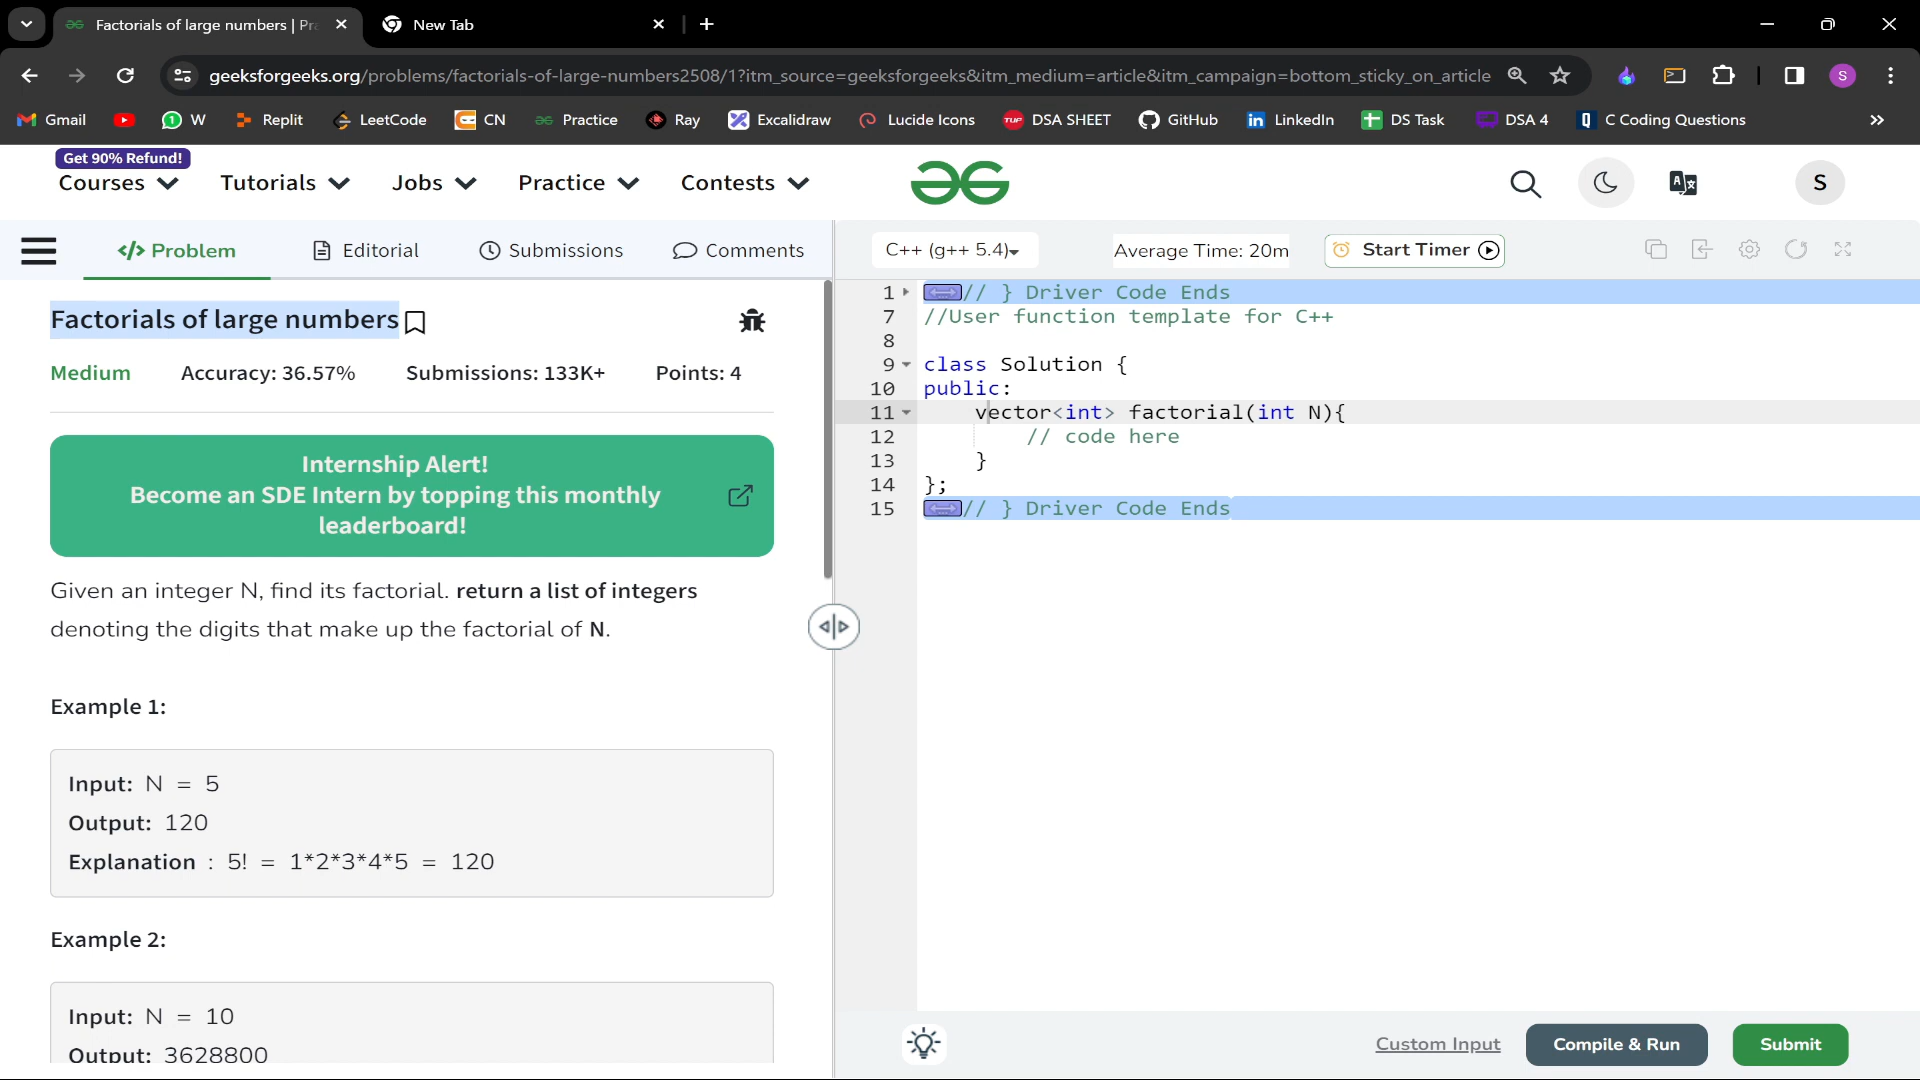 Factorials of large numbers | Pra
New Tab
geeksforgeeks.org/problems/factorials-of-large-numbers2508/1?itm_source=geeksforgeeks&itm_medium=article&itm_campaign=bottom_sticky_on_article
S
Gmail
1 W
Replit
LeetCode
CN
Practice
Ray
Excalidraw
Lucide Icons
TUF DSA SHEET
GitHub
in LinkedIn
DS Task
DSA 4
C Coding Questions
Get 90% Refund!
Courses
Tutorials
Jobs
Practice
Contests
S
</> Problem
Editorial
Submissions
Comments
C++ (g++ 5.4)
Average Time: 20m
Start Timer
Factorials of large numbers
Medium Accuracy: 36.57% Submissions: 133K+ Points: 4
Internship Alert!
Become an SDE Intern by topping this monthly
leaderboard!
Given an integer N, find its factorial. return a list of integers
denoting the digits that make up the factorial of N.
Example 1:
Input: N = 5
Output: 120
Explanation : 5! = 1*2*3*4*5 = 120
Example 2:
Input: N = 10
Output: 3628800
1 // } Driver Code Ends
7 //User function template for C++
8
9 class Solution {
10 public:
11 vector<int> factorial(int N){
12 // code here
13 }
14 };
15 // } Driver Code Ends
Custom Input
Compile & Run
Submit